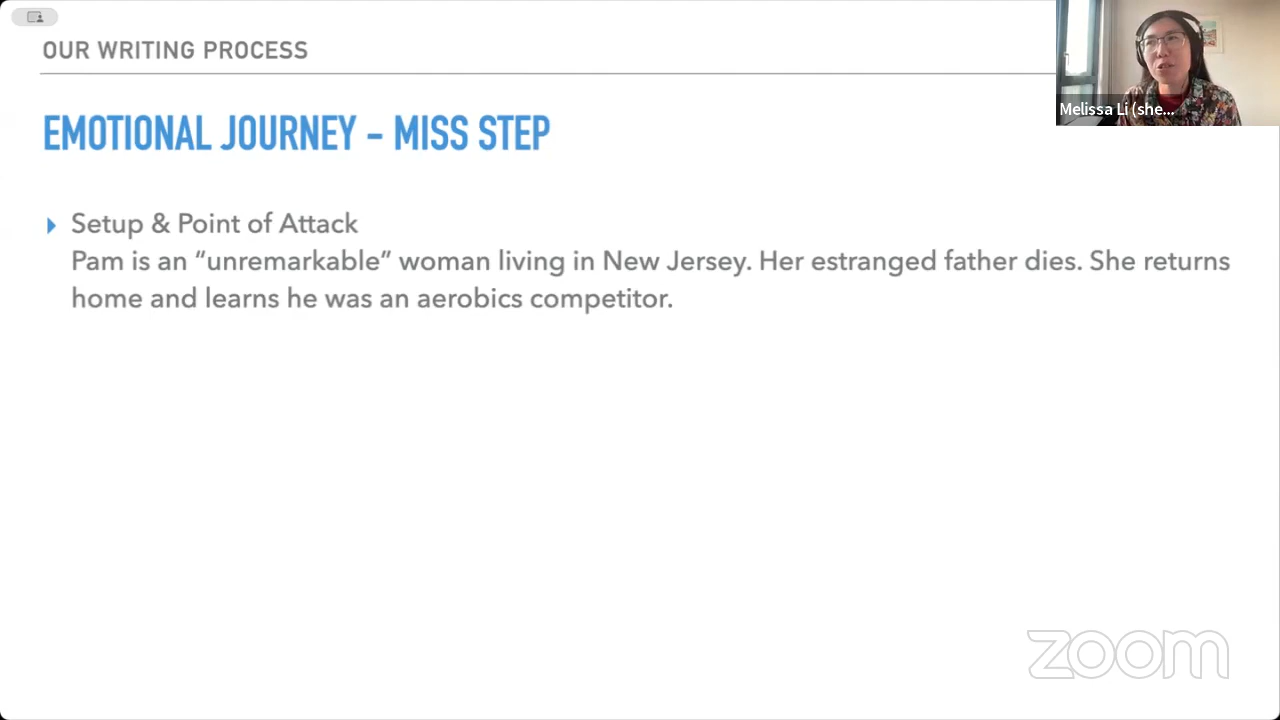 OUR WRITING PROCESS
Melissa Li (she...
EMOTIONAL JOURNEY - MISS STEP
Setup & Point of Attack
Pam is an “unremarkable” woman living in New Jersey. Her estranged father dies. She returns
home and learns he was an aerobics competitor.
zoom